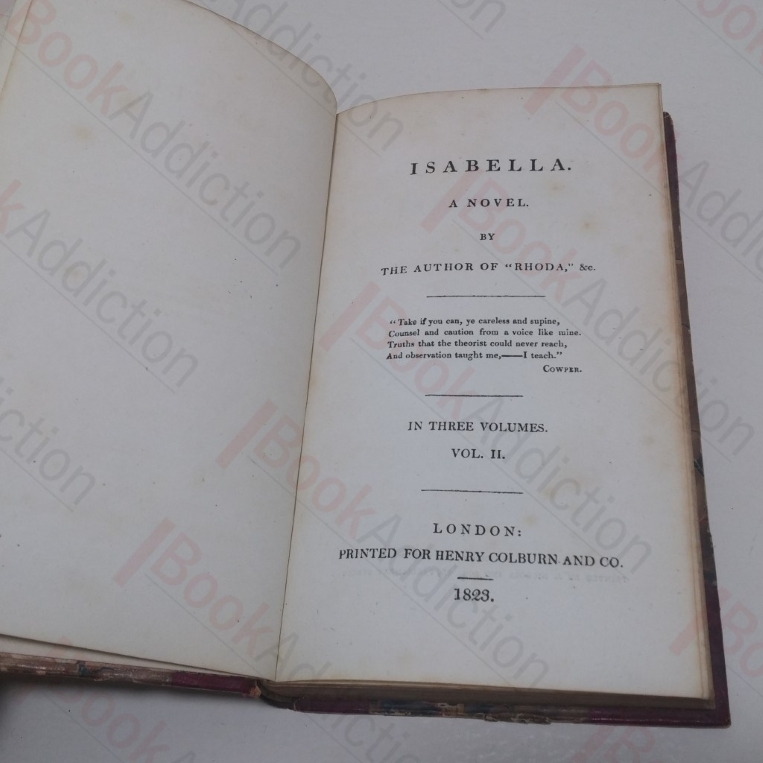 ISABELLA.
A NOVEL.
BY
THE AUTHOR OF "RHODA," &c.
"Take if you can, ye careless and supine,
Counsel and caution from a voice like mine.
Truths that the theorist could never reach,
And observation taught me,——I teach."
COWPER.
IN THREE VOLUMES.
VOL. II.
LONDON:
PRINTED FOR HENRY COLBURN AND CO.
1823.
BookAddiction